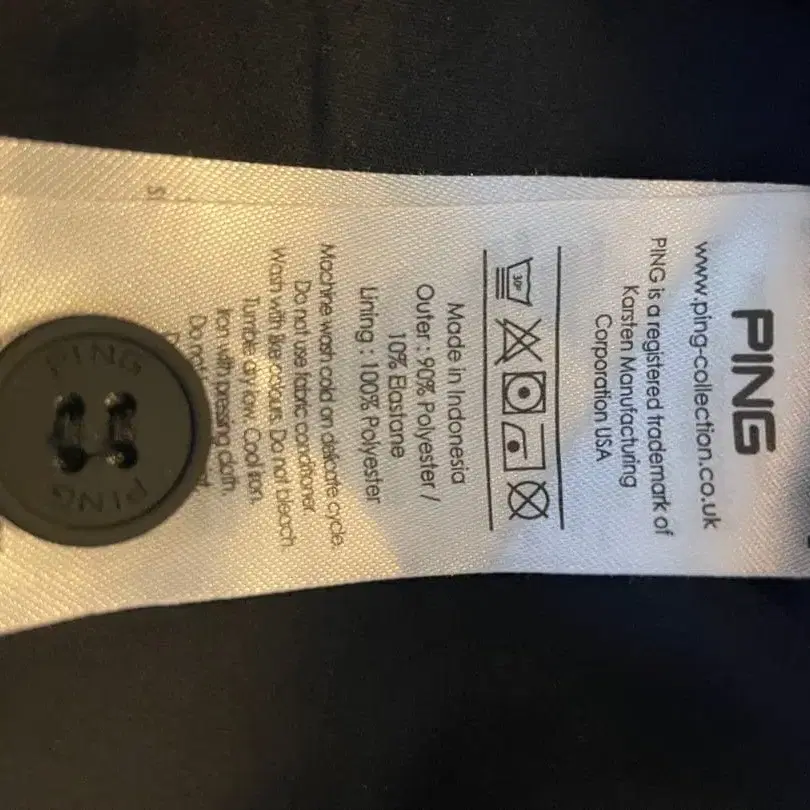 PING
www.ping-collection.co.uk
PING is a registered trademark of
Karsten Manufacturing
Corporation USA
30°
Made in Indonesia
Outer : 90% Polyester /
10% Elastane
Lining : 100% Polyester
Machine wash cold on delicate cycle.
Do not use fabric conditioner.
Wash with like colours. Do not bleach.
Tumble dry low. Cool iron.
Iron with pressing cloth.
Do not
PING
PING